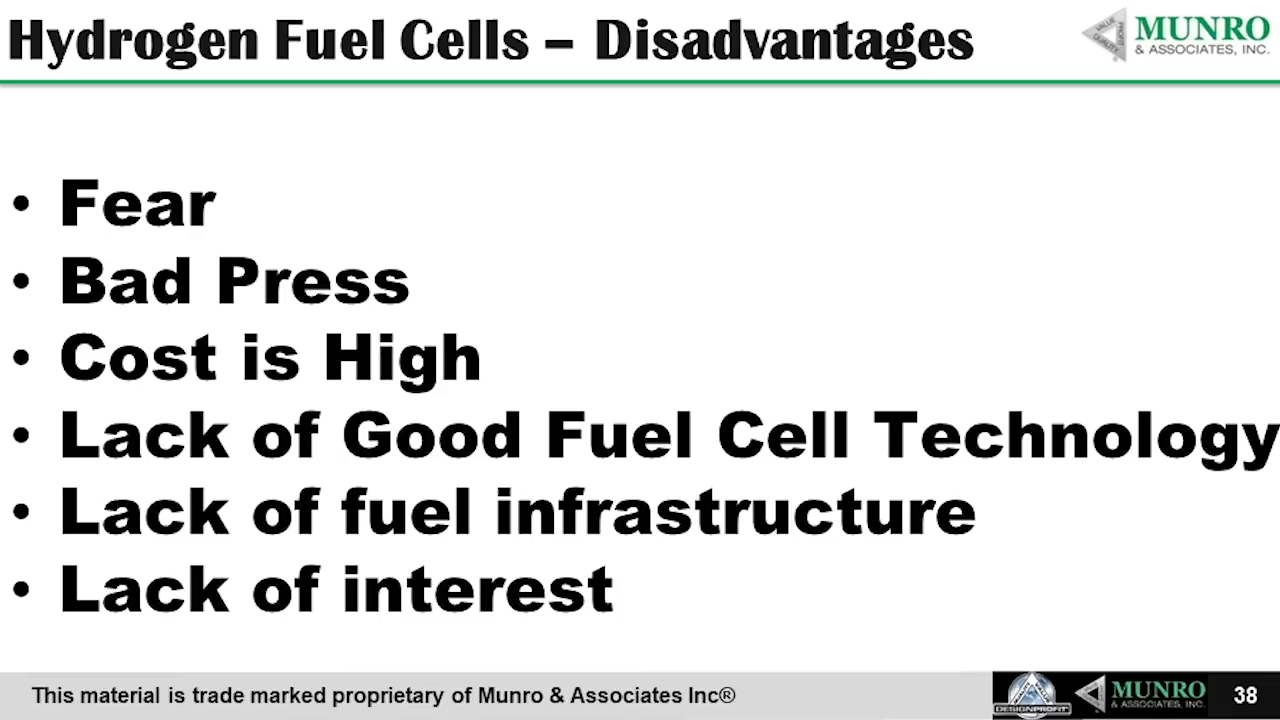 Hydrogen Fuel Cells – Disadvantages
MUNRO
& ASSOCIATES, INC.
• Fear
• Bad Press
• Cost is High
• Lack of Good Fuel Cell Technology
• Lack of fuel infrastructure
• Lack of interest
This material is trade marked proprietary of Munro & Associates Inc®
DESIGNPROFIT
MUNRO
& ASSOCIATES, INC.
38